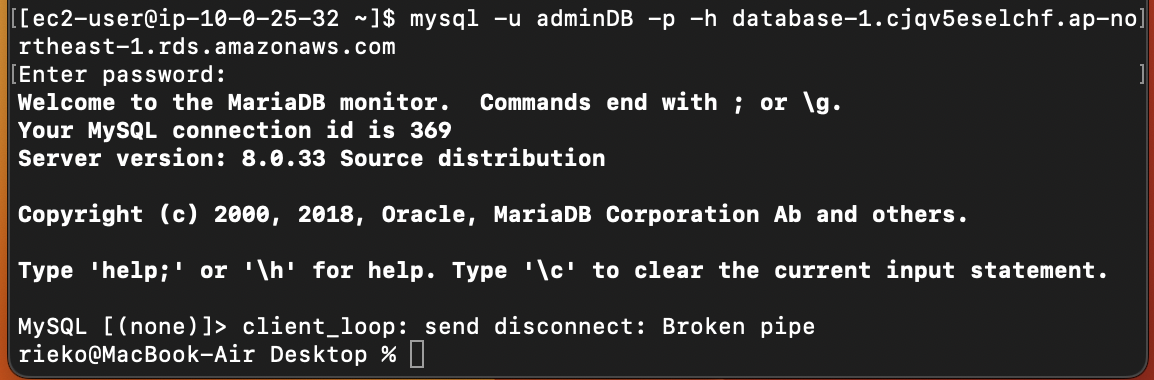 [[ec2-user@ip-10-0-25-32 ~]$ mysql -u adminDB -p -h database-1.cjqv5eselchf.ap-no]
rtheast-1.rds.amazonaws.com
[Enter password: ]
Welcome to the MariaDB monitor.  Commands end with ; or \g.
Your MySQL connection id is 369
Server version: 8.0.33 Source distribution

Copyright (c) 2000, 2018, Oracle, MariaDB Corporation Ab and others.

Type 'help;' or '\h' for help. Type '\c' to clear the current input statement.

MySQL [(none)]> client_loop: send disconnect: Broken pipe
rieko@MacBook-Air Desktop %